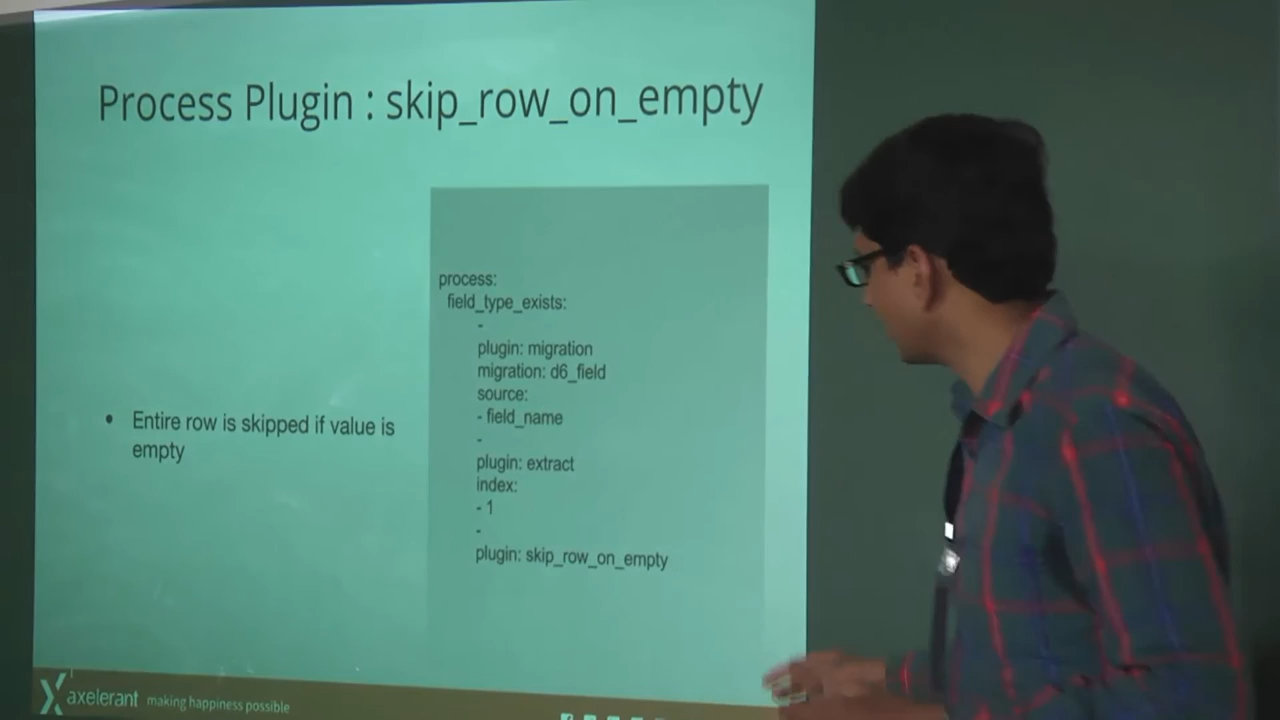 Process Plugin : skip_row_on_empty
• Entire row is skipped if value is
empty
process:
field_type_exists:
-
plugin: migration
migration: d6_field
source:
- field_name
-
plugin: extract
index:
- 1
-
plugin: skip_row_on_empty
axelerant making happiness possible